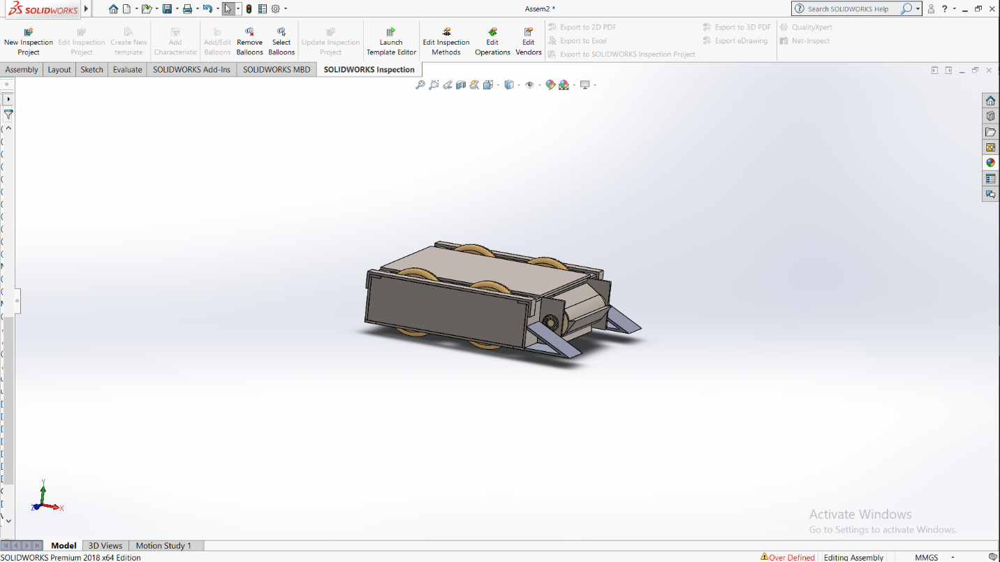 SOLIDWORKS
Assem2 *
Search SOLIDWORKS Help
?
New Inspection Project
Edit Inspection Project
Create New template
Add Characteristic
Add/Edit Balloons
Remove Balloons
Select Balloons
Update Inspection Project
Launch Template Editor
Edit Inspection Methods
Edit Operations
Edit Vendors
Export to 2D PDF
Export to Excel
Export to SOLIDWORKS Inspection Project
Export to 3D PDF
Export eDrawing
QualityXpert
Net-Inspect
Assembly
Layout
Sketch
Evaluate
SOLIDWORKS Add-Ins
SOLIDWORKS MBD
SOLIDWORKS Inspection
Y
Z
X
Activate Windows
Go to Settings to activate Windows.
Model
3D Views
Motion Study 1
SOLIDWORKS Premium 2018 x64 Edition
Over Defined
Editing Assembly
MMGS